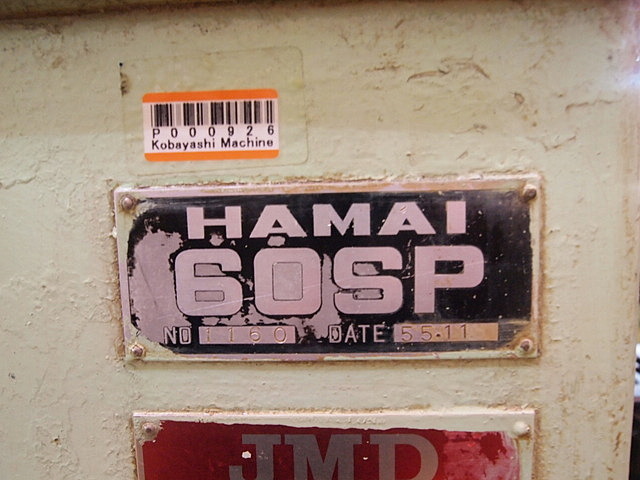 P000926
Kobayashi Machine
HAMAI
60SP
NO 1160 DATE 55.11
JMD